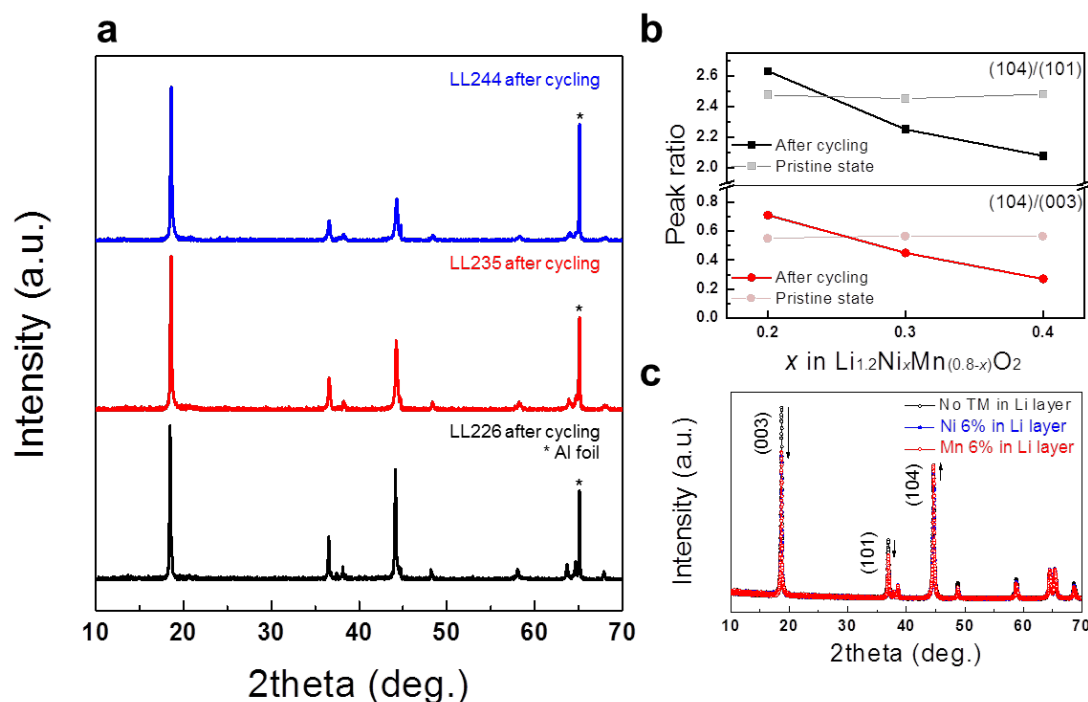 a
LL244 after cycling
*
LL235 after cycling
*
LL226 after cycling
* Al foil
*
Intensity (a.u.)
10 20 30 40 50 60 70
2theta (deg.)
b
(104)/(101)
2.6
2.4
2.2
2.0
After cycling
Pristine state
(104)/(003)
0.8
0.6
0.4
0.2
0.0
After cycling
Pristine state
Peak ratio
0.2 0.3 0.4
x in Li1.2NixMn(0.8-x)O2
c
No TM in Li layer
Ni 6% in Li layer
Mn 6% in Li layer
(003)
(101)
(104)
Intensity (a.u.)
10 20 30 40 50 60 70
2theta (deg.)